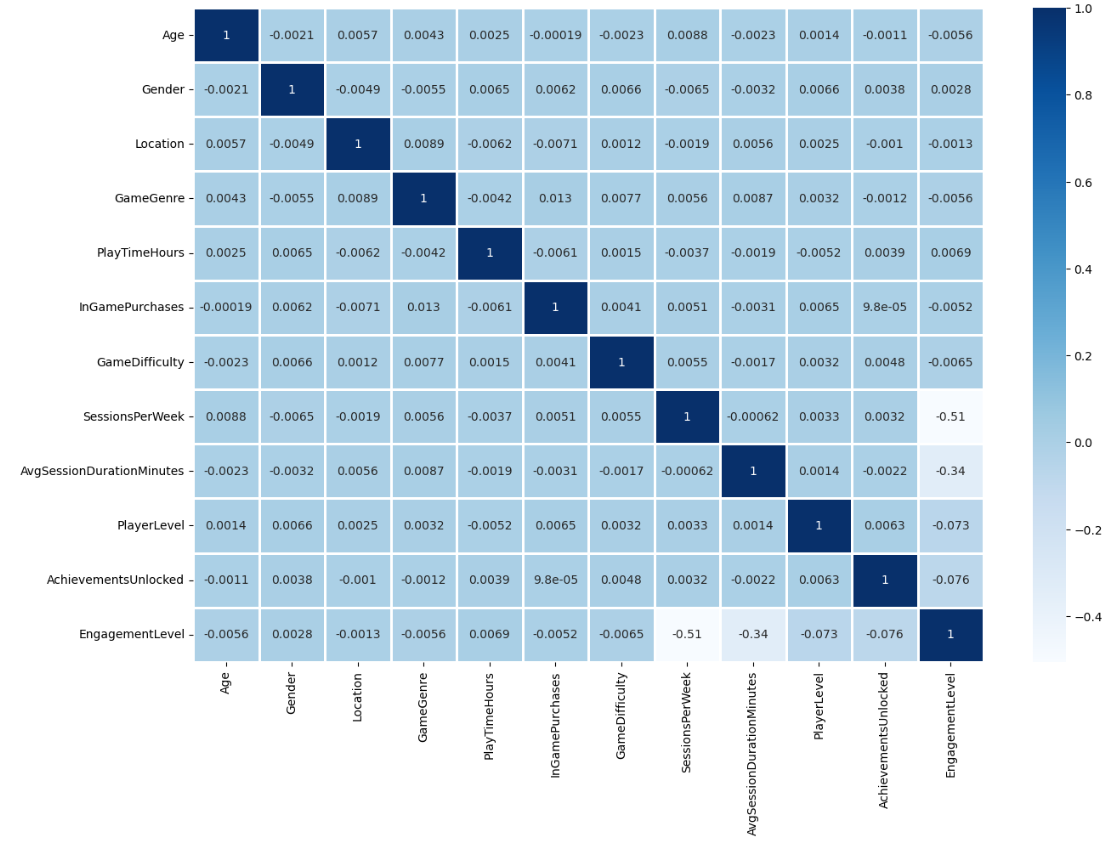 Age 1 -0.0021 0.0057 0.0043 0.0025 -0.00019 -0.0023 0.0088 -0.0023 0.0014 -0.0011 -0.0056
Gender -0.0021 1 -0.0049 -0.0055 0.0065 0.0062 0.0066 -0.0065 -0.0032 0.0066 0.0038 0.0028
Location 0.0057 -0.0049 1 0.0089 -0.0062 -0.0071 0.0012 -0.0019 0.0056 0.0025 -0.001 -0.0013
GameGenre 0.0043 -0.0055 0.0089 1 -0.0042 0.013 0.0077 0.0056 0.0087 0.0032 -0.0012 -0.0056
PlayTimeHours 0.0025 0.0065 -0.0062 -0.0042 1 -0.0061 0.0015 -0.0037 -0.0019 -0.0052 0.0039 0.0069
InGamePurchases -0.00019 0.0062 -0.0071 0.013 -0.0061 1 0.0041 0.0051 -0.0031 0.0065 9.8e-05 -0.0052
GameDifficulty -0.0023 0.0066 0.0012 0.0077 0.0015 0.0041 1 0.0055 -0.0017 0.0032 0.0048 -0.0065
SessionsPerWeek 0.0088 -0.0065 -0.0019 0.0056 -0.0037 0.0051 0.0055 1 -0.00062 0.0033 0.0032 -0.51
AvgSessionDurationMinutes -0.0023 -0.0032 0.0056 0.0087 -0.0019 -0.0031 -0.0017 -0.00062 1 0.0014 -0.0022 -0.34
PlayerLevel 0.0014 0.0066 0.0025 0.0032 -0.0052 0.0065 0.0032 0.0033 0.0014 1 0.0063 -0.073
AchievementsUnlocked -0.0011 0.0038 -0.001 -0.0012 0.0039 9.8e-05 0.0048 0.0032 -0.0022 0.0063 1 -0.076
EngagementLevel -0.0056 0.0028 -0.0013 -0.0056 0.0069 -0.0052 -0.0065 -0.51 -0.34 -0.073 -0.076 1
Age
Gender
Location
GameGenre
PlayTimeHours
InGamePurchases
GameDifficulty
SessionsPerWeek
AvgSessionDurationMinutes
PlayerLevel
AchievementsUnlocked
EngagementLevel
1.0
0.8
0.6
0.4
0.2
0.0
−0.2
−0.4